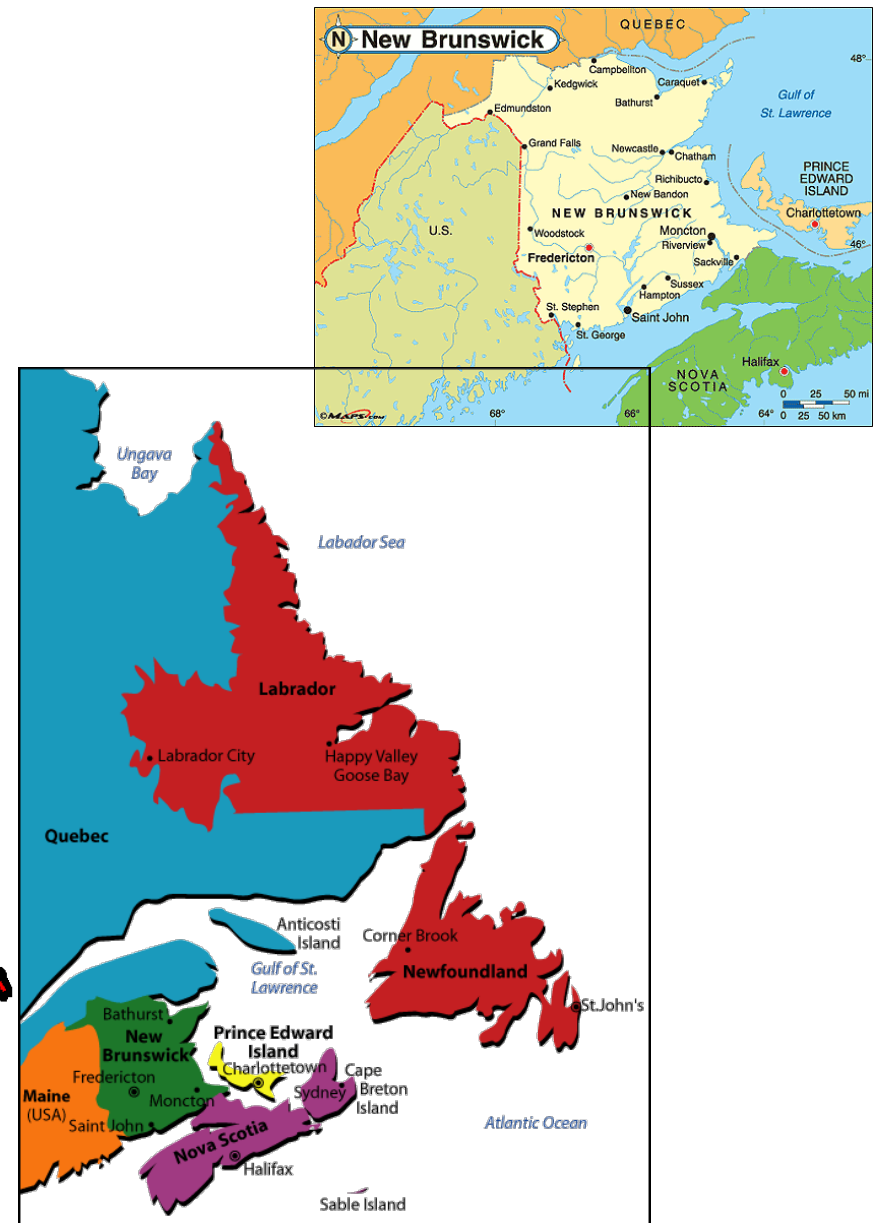 QUEBEC
N New Brunswick
Campbellton
48°
Kedgwick
Caraquet
Bathurst
Gulf of
St. Lawrence
Edmundston
Grand Falls
Newcastle
Chatham
PRINCE
EDWARD
ISLAND
Richibucto
New Bandon
NEW BRUNSWICK
Charlottetown
U.S.
Woodstock
Moncton
Riverview
46°
Fredericton
Sackville
Sussex
Hampton
St. Stephen
Saint John
St. George
Halifax
NOVA
SCOTIA
0 25 50 mi
0 25 50 km
©MAPS.COM
68°
66°
64°
Ungava
Bay
Labador Sea
Labrador
Labrador City
Happy Valley
Goose Bay
Quebec
Anticosti
Island
Corner Brook
Gulf of St.
Lawrence
Newfoundland
St.John's
Bathurst
New
Brunswick
Prince Edward
Island
Charlottetown
Cape
Breton
Island
Sydney
Fredericton
Maine
(USA)
Moncton
Saint John
Atlantic Ocean
Nova Scotia
Halifax
Sable Island